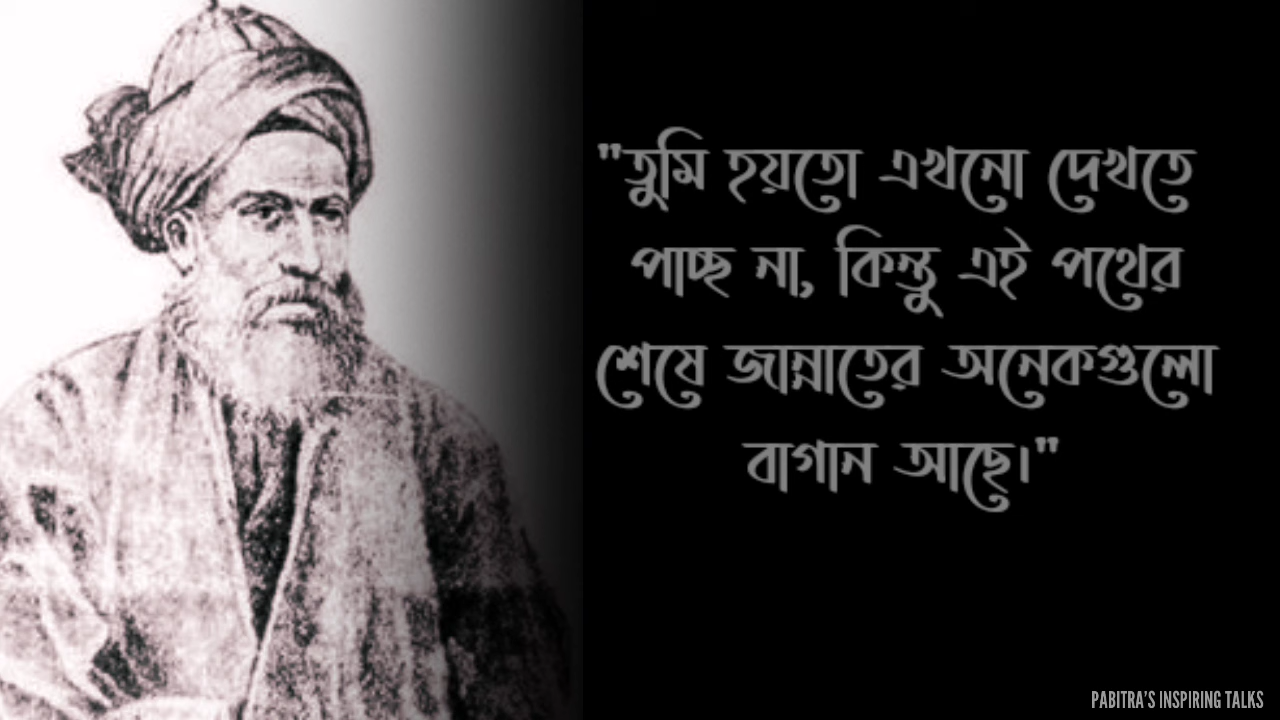 "তুমি হয়তো এখনো দেখতে
পাচ্ছ না, কিন্তু এই পথের
শেষে জান্নাতের অনেকগুলো
বাগান আছে।"
PABITRA'S INSPIRING TALKS